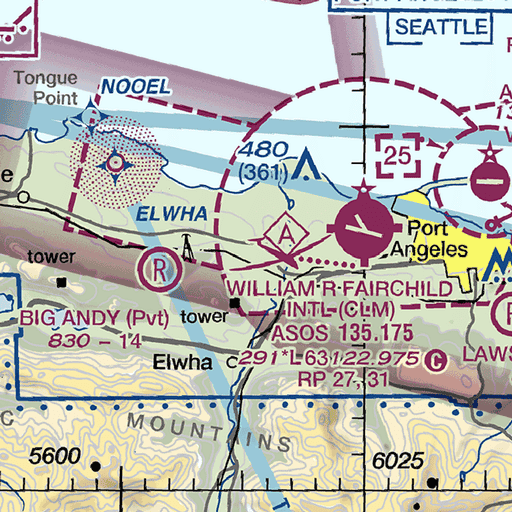 SEATTLE
Tongue
Point
NOOEL
480
(361)
25
ELWHA
A
Port
Angeles
tower
R
WILLIAM R FAIRCHILD
INTL (CLM)
BIG ANDY (Pvt)
830 - 14
tower
ASOS 135.175
291 *L 63 122.975 C
RP 27, 31
LAWS
Elwha
MOUNTAINS
5600
6025